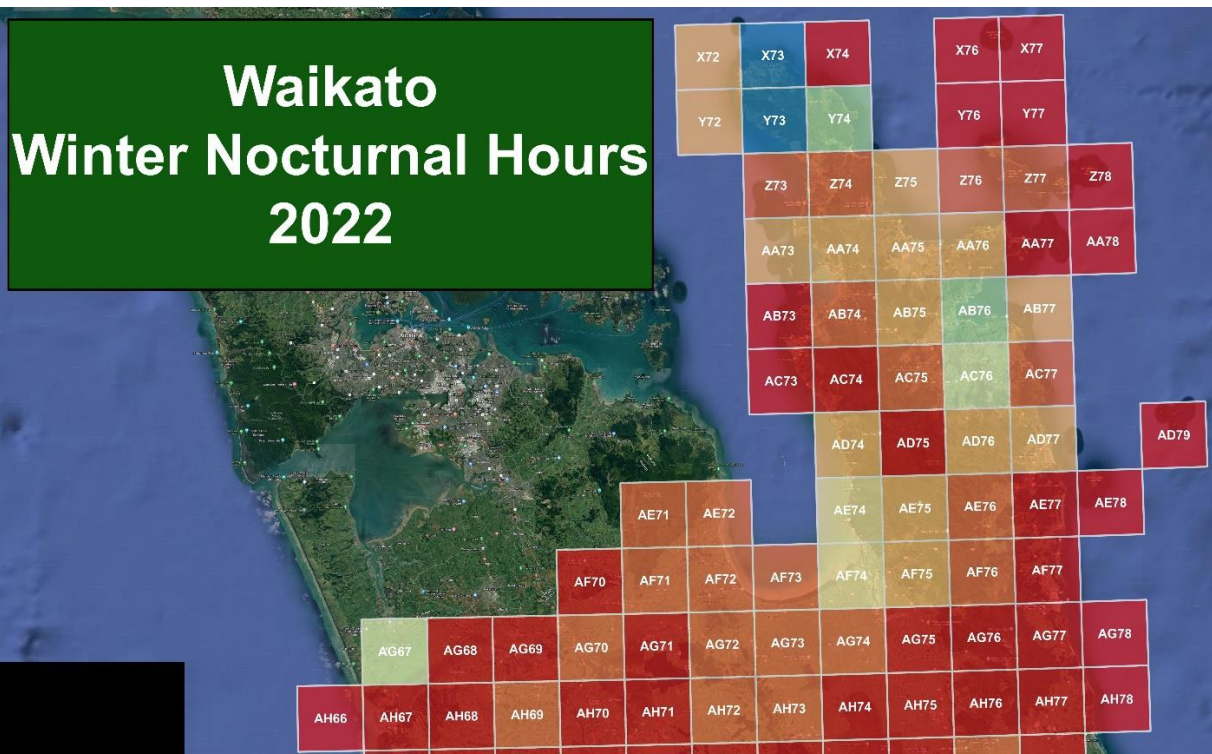 Waikato
Winter Nocturnal Hours
2022
X72 X73 X74 X76 X77
Y72 Y73 Y74 Y76 Y77
Z73 Z74 Z75 Z76 Z77 Z78
AA73 AA74 AA75 AA76 AA77 AA78
AB73 AB74 AB75 AB76 AB77
AC73 AC74 AC75 AC76 AC77
AD74 AD75 AD76 AD77 AD79
AE71 AE72 AE74 AE75 AE76 AE77 AE78
AF70 AF71 AF72 AF73 AF74 AF75 AF76 AF77
AG67 AG68 AG69 AG70 AG71 AG72 AG73 AG74 AG75 AG76 AG77 AG78
AH66 AH67 AH68 AH69 AH70 AH71 AH72 AH73 AH74 AH75 AH76 AH77 AH78